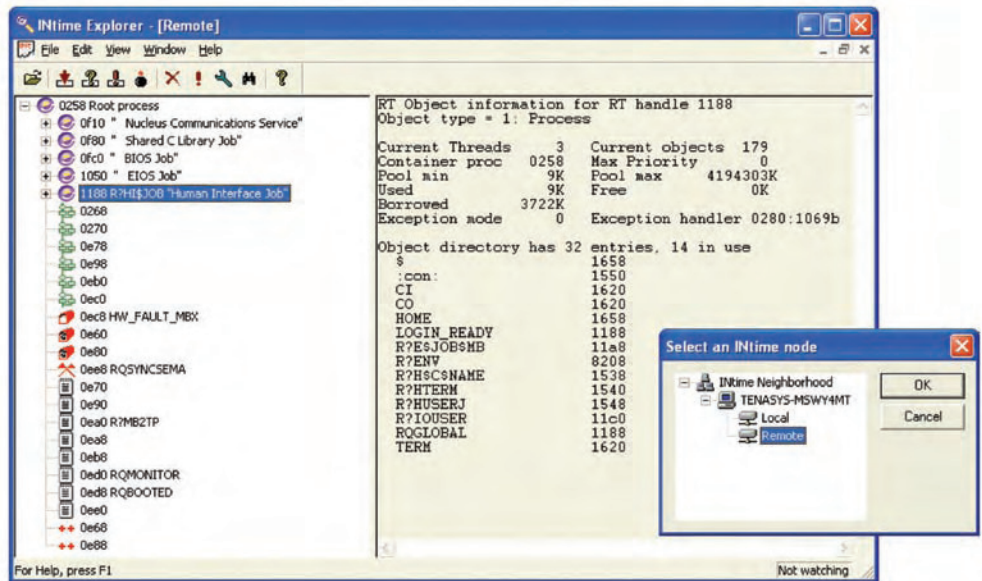 INtime Explorer - [Remote]
File Edit View Window Help
0258 Root process
0f10 " Nucleus Communications Service"
0f80 " Shared C Library Job"
0fc0 " BIOS Job"
1050 " EIOS Job"
1188 R?HI$JOB "Human Interface Job"
0268
0270
0e78
0e98
0eb0
0ec0
0ec8 HW_FAULT_MBX
0e60
0e80
0ee8 RQSYNCSEMA
0e70
0e90
0ea0 R?MB2TP
0ea8
0eb8
0ed0 RQMONITOR
0ed8 RQBOOTED
0ee0
0e68
0e88
RT Object information for RT handle 1188
Object type = 1: Process
Current Threads 3 Current objects 179
Container proc 0258 Max Priority 0
Pool min 9K Pool max 4194303K
Used 9K Free 0K
Borrowed 3722K
Exception mode 0 Exception handler 0280:1069b
Object directory has 32 entries, 14 in use
$ 1658
:con: 1550
CI 1620
CO 1620
HOME 1658
LOGIN_READY 1188
R?E$JOB$MB 11a8
R?ENV 8208
R?H$C$NAME 1538
R?HTERM 1540
R?HUSERJ 1548
R?IOUSER 11c0
RQGLOBAL 1188
TERM 1620
Select an INtime node
INtime Neighborhood
TENASYS-MSWY4MT
Local
Remote
OK
Cancel
For Help, press F1
Not watching